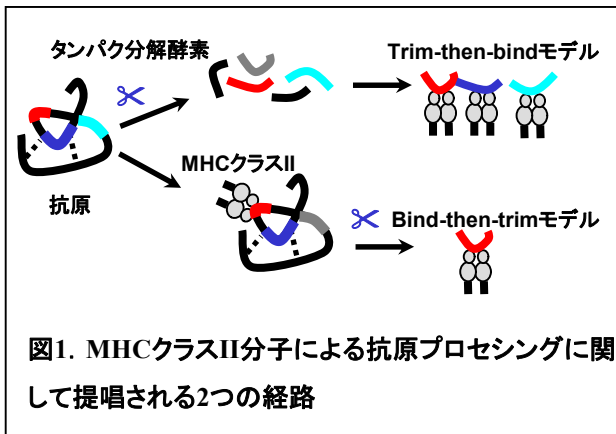 タンパク分解酵素
Trim-then-bindモデル
抗原
MHCクラスII
Bind-then-trimモデル
図1. MHCクラスII分子による抗原プロセシングに関
して提唱される2つの経路